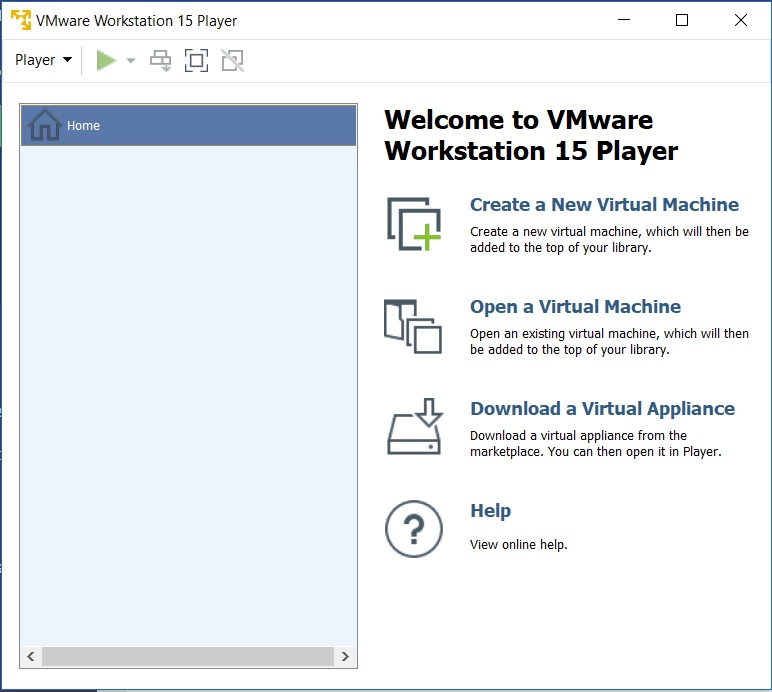 VMware Workstation 15 Player
Player
Home
Welcome to VMware
Workstation 15 Player
Create a New Virtual Machine
Create a new virtual machine, which will then be
added to the top of your library.
Open a Virtual Machine
Open an existing virtual machine, which will then
be added to the top of your library.
Download a Virtual Appliance
Download a virtual appliance from the
marketplace. You can then open it in Player.
?
Help
View online help.